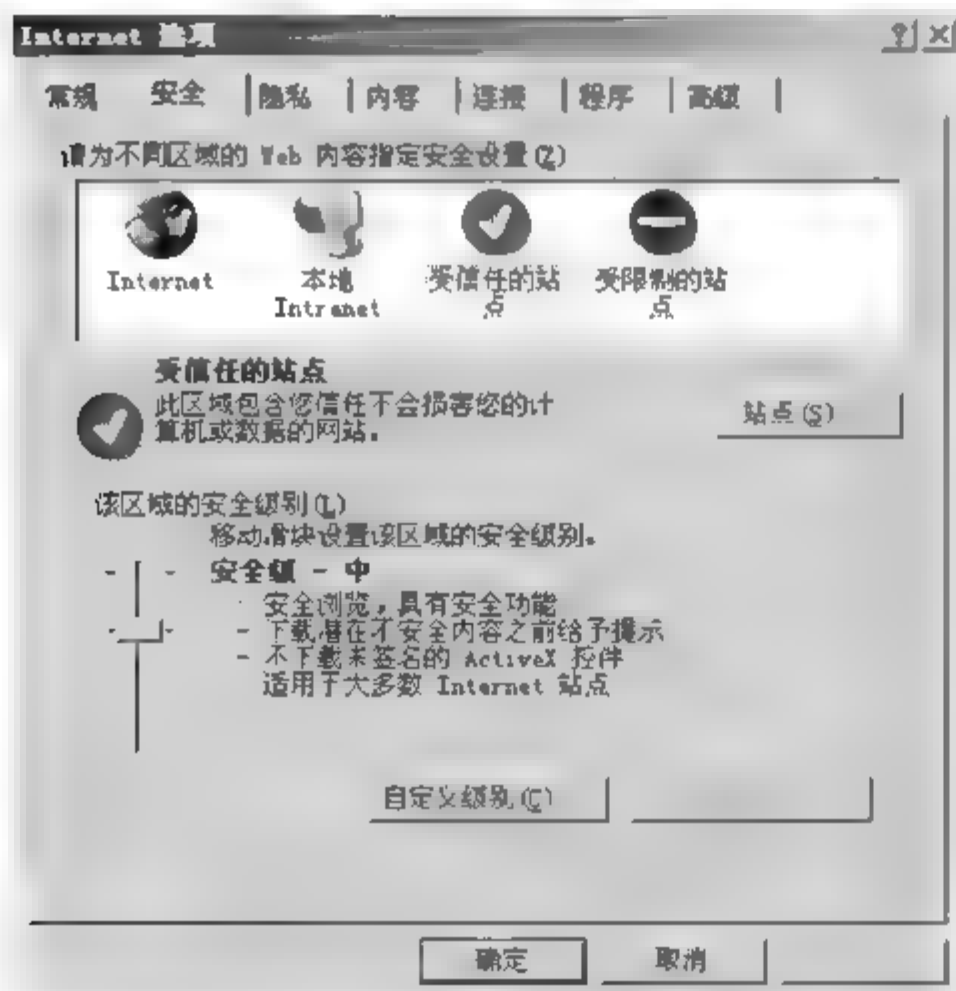 Internet 选项
常规 安全 隐私 内容 连接 程序 高级
请为不同区域的 Web 内容指定安全设置(Z)
Internet 本地 Intranet 受信任的站点 受限制的站点
受信任的站点
此区域包含您信任不会损害您的计
算机或数据的网站。
站点(S)
该区域的安全级别(L)
移动滑块设置该区域的安全级别。
安全级 - 中
- 安全浏览，具有安全功能
- 下载潜在不安全内容之前给予提示
- 不下载未签名的 ActiveX 控件
适用于大多数 Internet 站点
自定义级别(C)
确定 取消